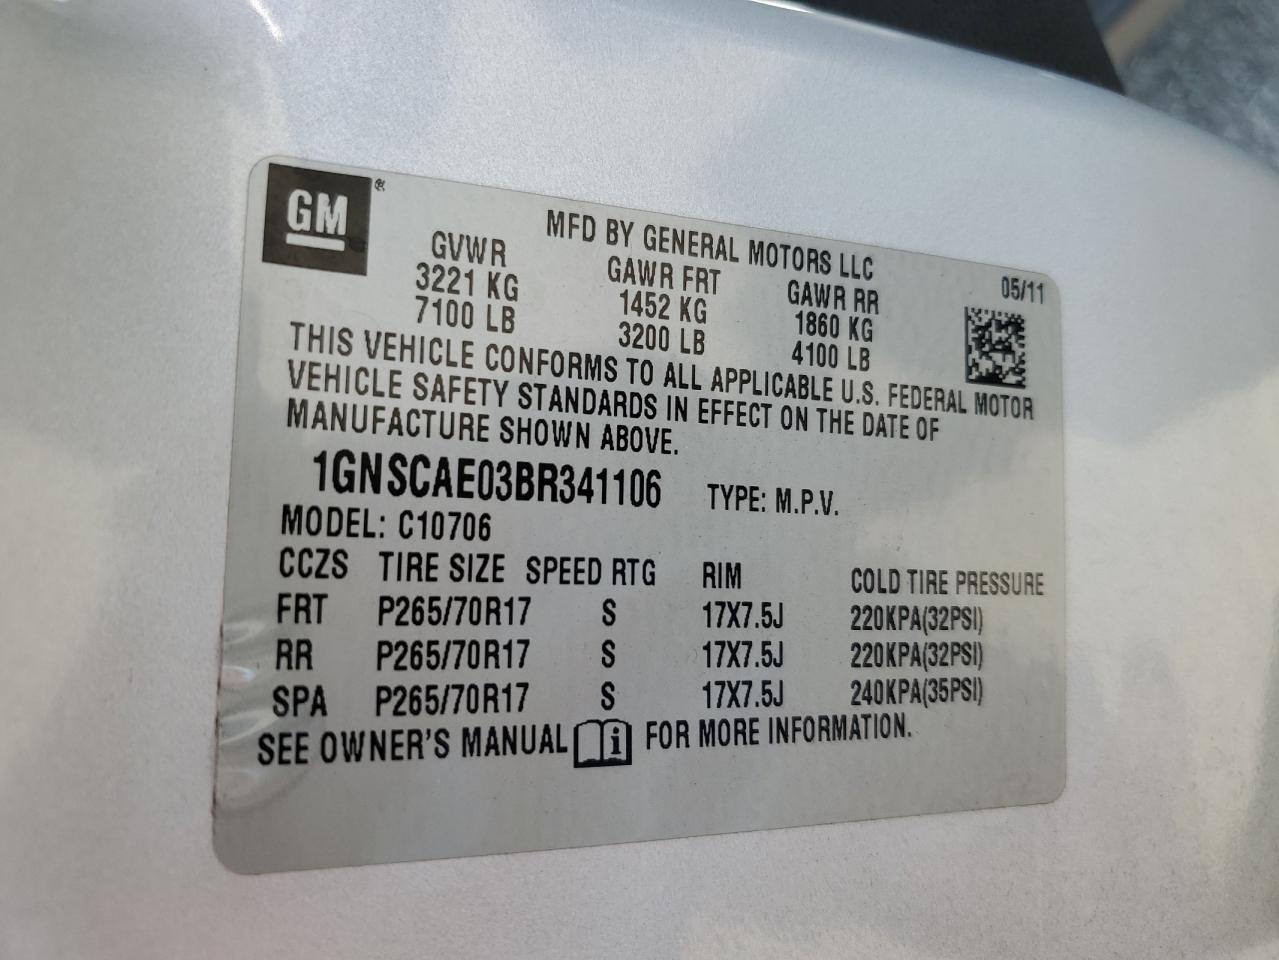 GM ®
MFD BY GENERAL MOTORS LLC
05/11
GVWR GAWR FRT GAWR RR
3221 KG 1452 KG 1860 KG
7100 LB 3200 LB 4100 LB
THIS VEHICLE CONFORMS TO ALL APPLICABLE U.S. FEDERAL MOTOR
VEHICLE SAFETY STANDARDS IN EFFECT ON THE DATE OF
MANUFACTURE SHOWN ABOVE.
1GNSCAE03BR341106 TYPE: M.P.V.
MODEL: C10706
CCZS TIRE SIZE SPEED RTG RIM COLD TIRE PRESSURE
FRT P265/70R17 S 17X7.5J 220KPA(32PSI)
RR P265/70R17 S 17X7.5J 220KPA(32PSI)
SPA P265/70R17 S 17X7.5J 240KPA(35PSI)
SEE OWNER'S MANUAL i FOR MORE INFORMATION.